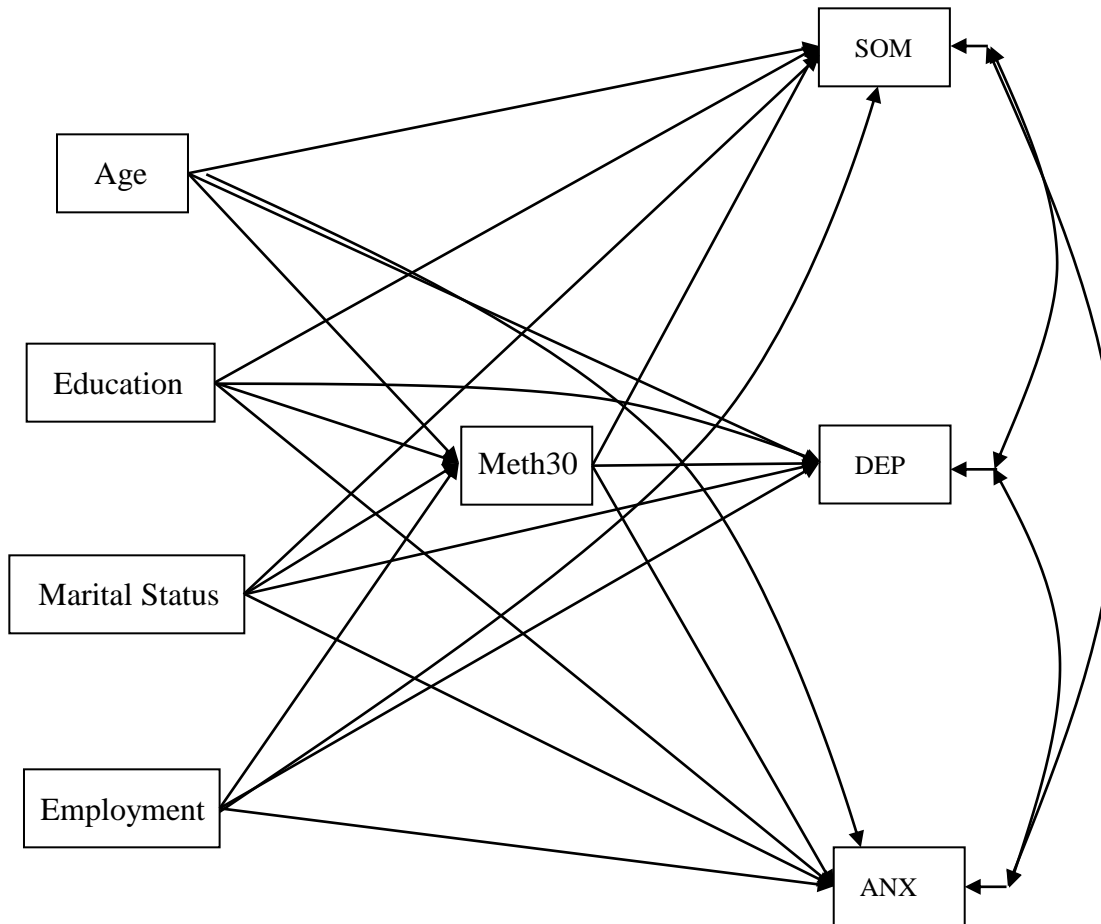 SOM
Age
Education
Meth30
DEP
Marital Status
Employment
ANX